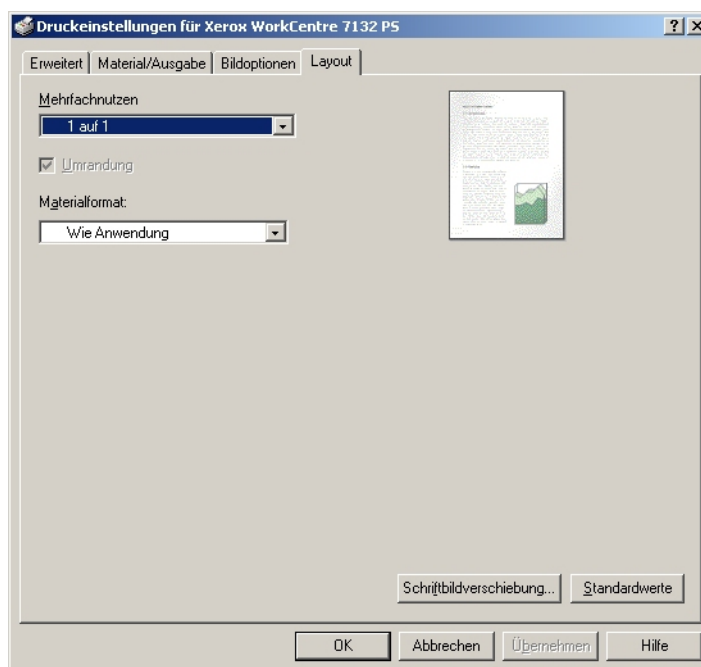 Druckeinstellungen für Xerox WorkCentre 7132 PS
Erweitert Material/Ausgabe Bildoptionen Layout
Mehrfachnutzen
1 auf 1
Umrandung
Materialformat:
Wie Anwendung
Schriftbildverschiebung... Standardwerte
OK Abbrechen Übernehmen Hilfe